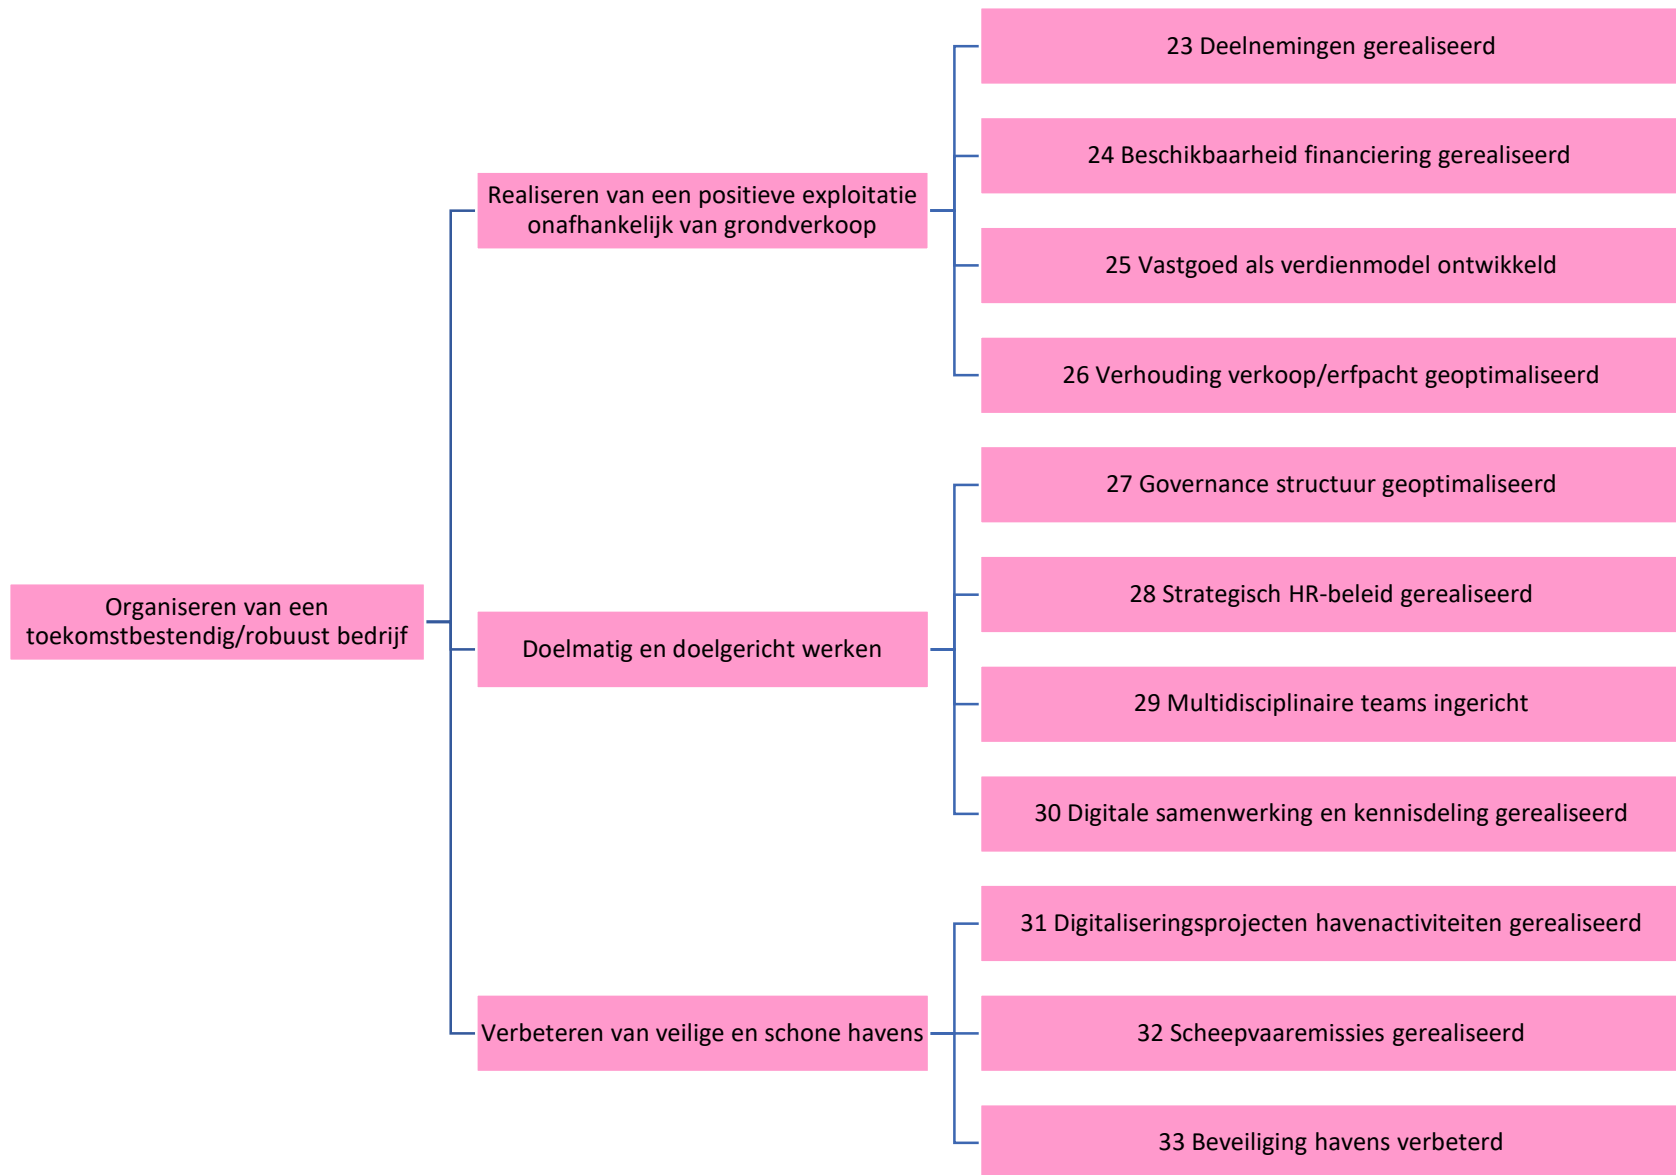 23 Deelnemingen gerealiseerd
24 Beschikbaarheid financiering gerealiseerd
Realiseren van een positieve exploitatie
onafhankelijk van grondverkoop
25 Vastgoed als verdienmodel ontwikkeld
26 Verhouding verkoop/erfpacht geoptimaliseerd
27 Governance structuur geoptimaliseerd
28 Strategisch HR-beleid gerealiseerd
Organiseren van een
toekomstbestendig/robuust bedrijf
Doelmatig en doelgericht werken
29 Multidisciplinaire teams ingericht
30 Digitale samenwerking en kennisdeling gerealiseerd
31 Digitaliseringsprojecten havenactiviteiten gerealiseerd
Verbeteren van veilige en schone havens
32 Scheepvaaremissies gerealiseerd
33 Beveiliging havens verbeterd